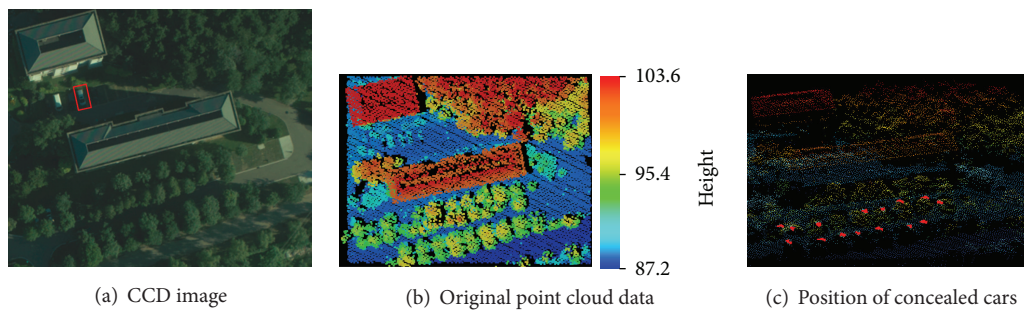 103.6
95.4
87.2
Height
(a) CCD image
(b) Original point cloud data
(c) Position of concealed cars